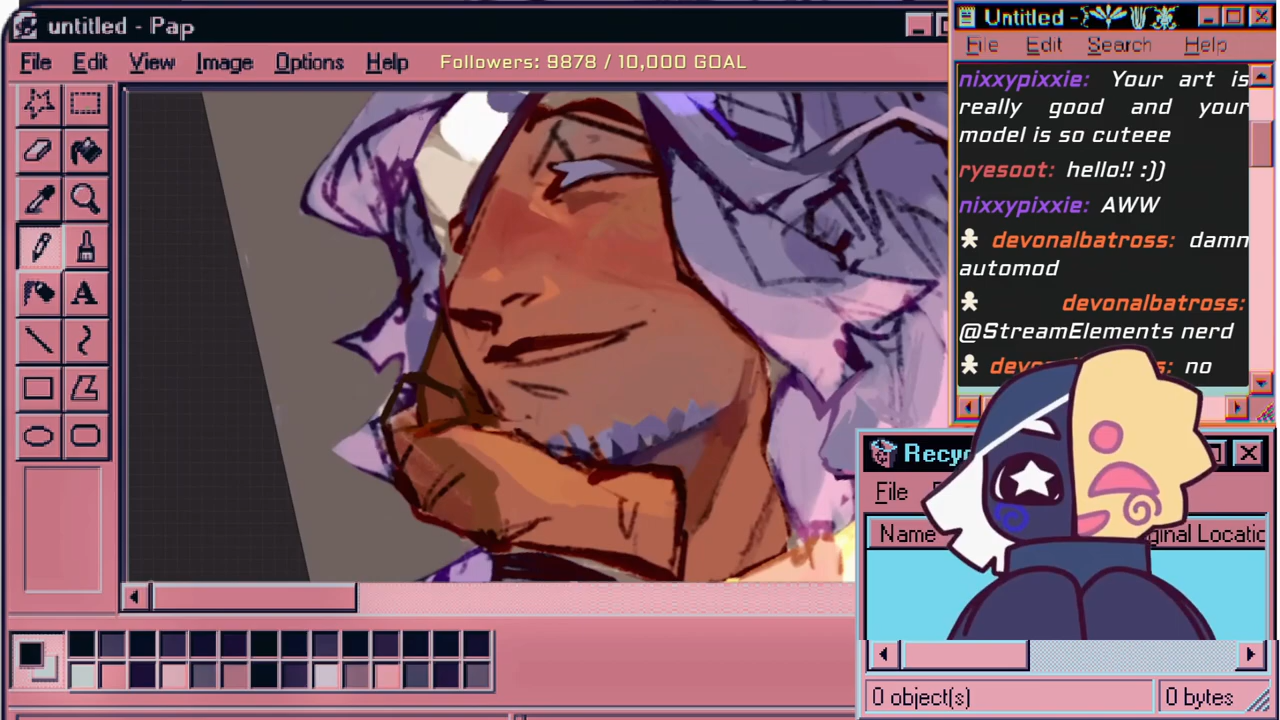 untitled - Pap
File Edit View Image Options Help
Followers: 9878 / 10,000 GOAL
A
Untitled -
File Edit Search Help
nixxypixxie: Your art is
really good and your
model is so cuteee
ryesoot: hello!! :))
nixxypixxie: AWW
devonalbatross: damn
automod
devonalbatross:
@StreamElements nerd
: no
Recyc
File
Name
ginal Locatio
0 object(s)
0 bytes